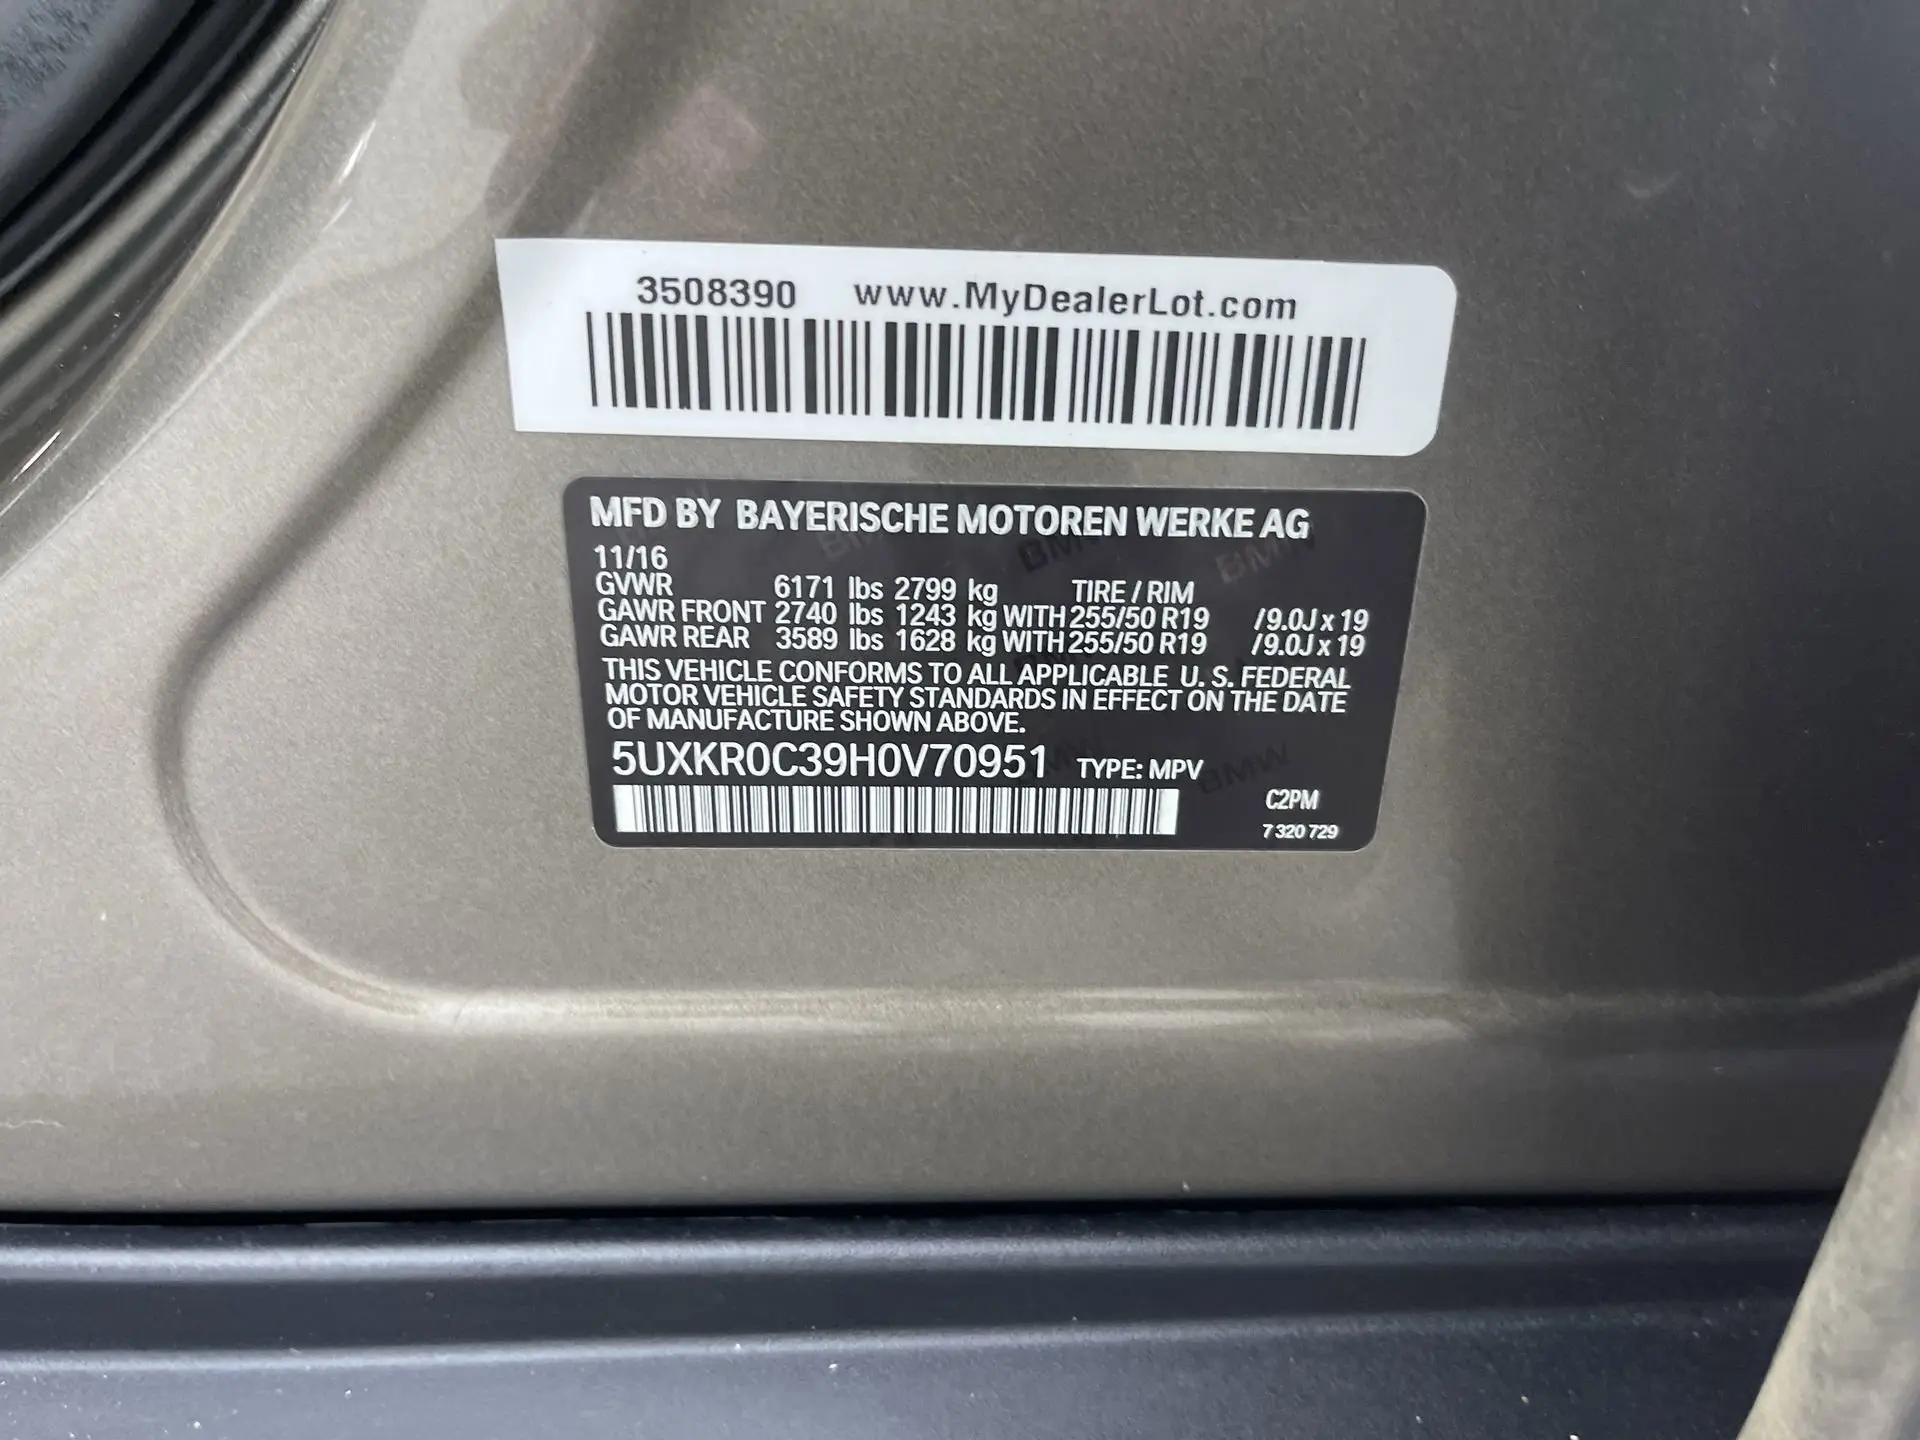 3508390 www.MyDealerLot.com
MFD BY BAYERISCHE MOTOREN WERKE AG
11/16
GVWR 6171 lbs 2799 kg TIRE / RIM
GAWR FRONT 2740 lbs 1243 kg WITH 255/50 R19 /9.0J x 19
GAWR REAR 3589 lbs 1628 kg WITH 255/50 R19 /9.0J x 19
THIS VEHICLE CONFORMS TO ALL APPLICABLE U. S. FEDERAL
MOTOR VEHICLE SAFETY STANDARDS IN EFFECT ON THE DATE
OF MANUFACTURE SHOWN ABOVE.
5UXKR0C39H0V70951 TYPE: MPV
C2PM
7 320 729